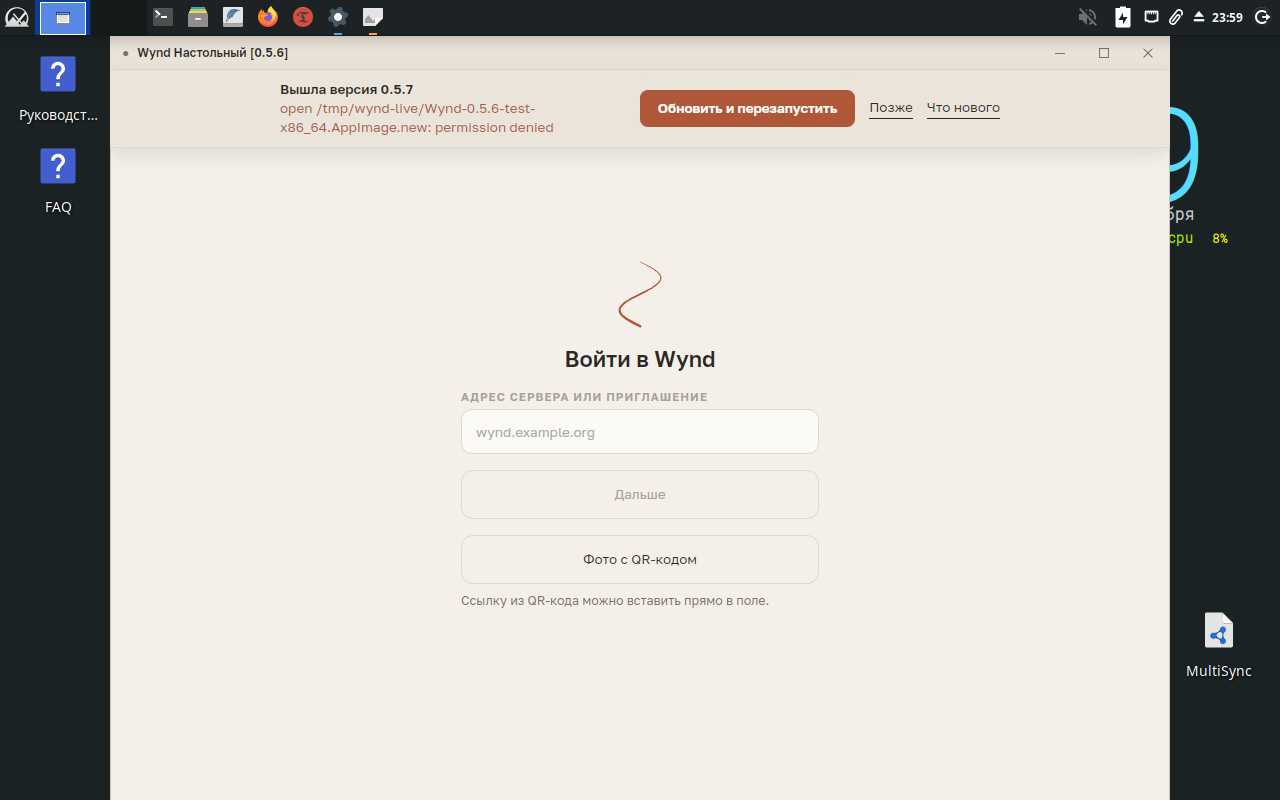 23:59
Wynd Настольный [0.5.6]
Вышла версия 0.5.7
open /tmp/wynd-live/Wynd-0.5.6-test-
x86_64.AppImage.new: permission denied
Обновить и перезапустить
Позже
Что нового
Руководст...
FAQ
9
бря
cpu 8%
Войти в Wynd
АДРЕС СЕРВЕРА ИЛИ ПРИГЛАШЕНИЕ
wynd.example.org
Дальше
Фото с QR-кодом
Ссылку из QR-кода можно вставить прямо в поле.
MultiSync